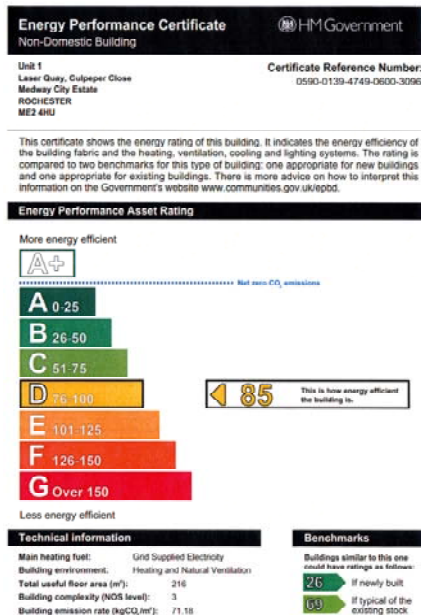 Energy Performance Certificate
HM Government
Non-Domestic Building
Unit 1
Laser Quay, Culpeper Close
Medway City Estate
ROCHESTER
ME2 4HU
Certificate Reference Number:
0590-0139-4749-0600-3096
This certificate shows the energy rating of this building. It indicates the energy efficiency of
the building fabric and the heating, ventilation, cooling and lighting systems. The rating is
compared to two benchmarks for this type of building: one appropriate for new buildings
and one appropriate for existing buildings. There is more advice on how to interpret this
information on the Government's website www.communities.gov.uk/epbd.
Energy Performance Asset Rating
More energy efficient
A+
Net zero CO₂ emissions
A 0-25
B 26-50
C 51-75
D 76-100
85
This is how energy efficient
the building is.
E 101-125
F 126-150
G Over 150
Less energy efficient
Technical information
Main heating fuel: Grid Supplied Electricity
Building environment: Heating and Natural Ventilation
Total useful floor area (m²): 216
Building complexity (NOS level): 3
Building emission rate (kgCO₂/m²): 71.18
Benchmarks
Buildings similar to this one
could have ratings as follows:
26 If newly built
69 If typical of the
existing stock